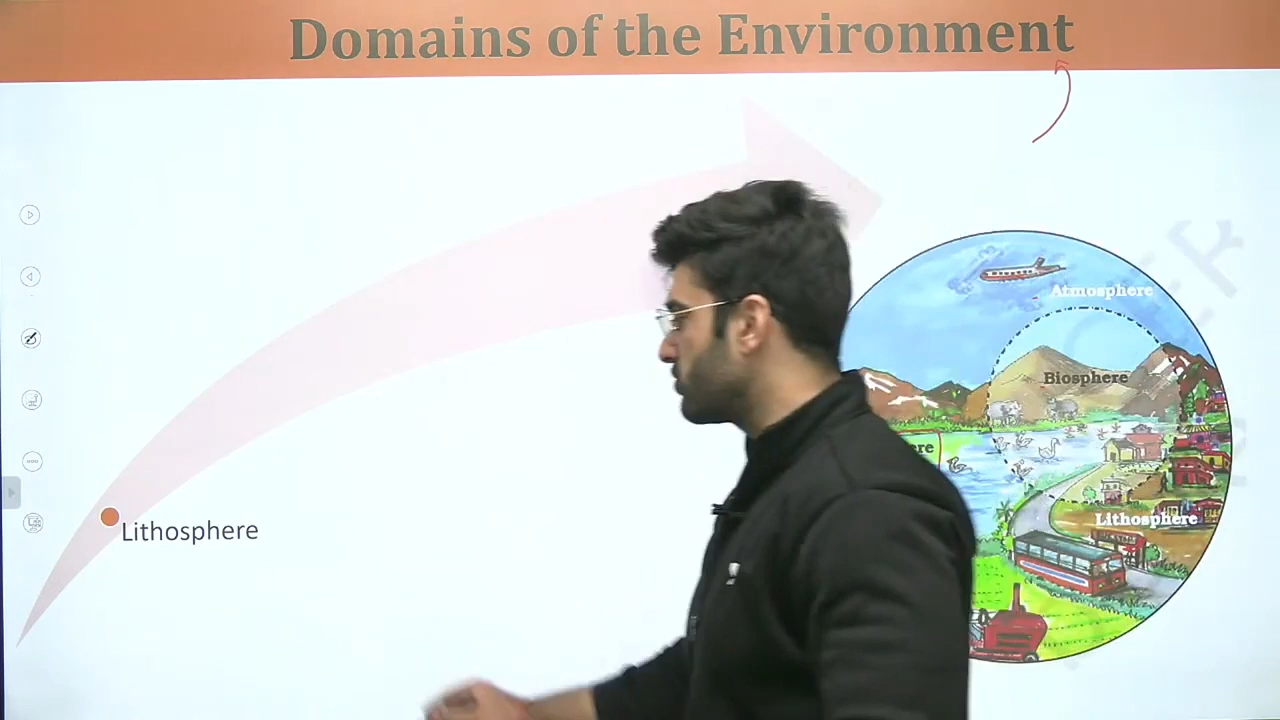 Domains of the Environment
Atmosphere
Biosphere
Lithosphere
Lithosphere